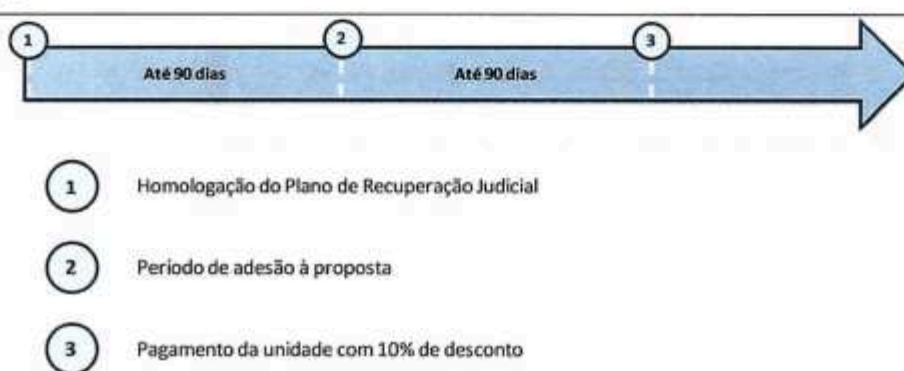 1 2 3
Até 90 dias Até 90 dias
1 Homologação do Plano de Recuperação Judicial
2 Período de adesão à proposta
3 Pagamento da unidade com 10% de desconto